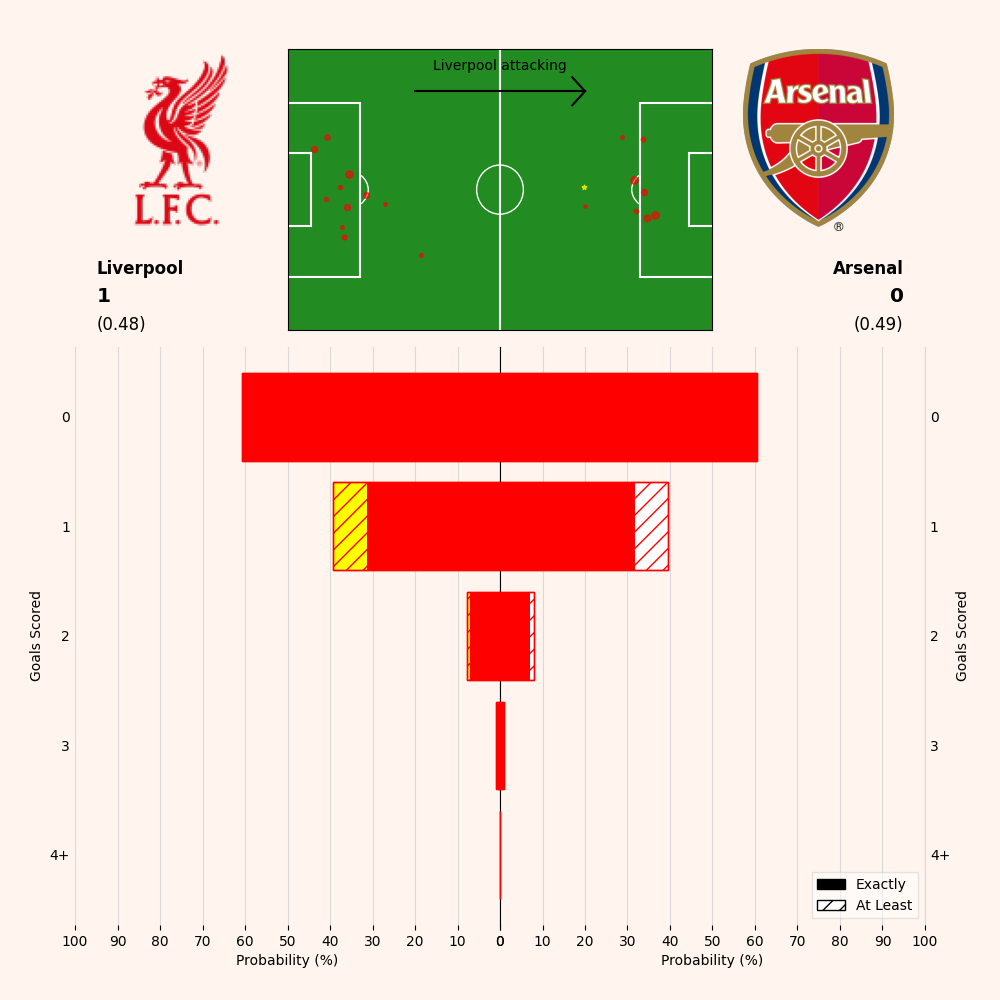 Liverpool attacking
L.F.C.
Arsenal
®
Liverpool
1
(0.48)
Arsenal
0
(0.49)
0
1
2
3
4+
Goals Scored
0
1
2
3
4+
Goals Scored
Exactly
At Least
100 90 80 70 60 50 40 30 20 10 0 0 10 20 30 40 50 60 70 80 90 100
Probability (%)
Probability (%)